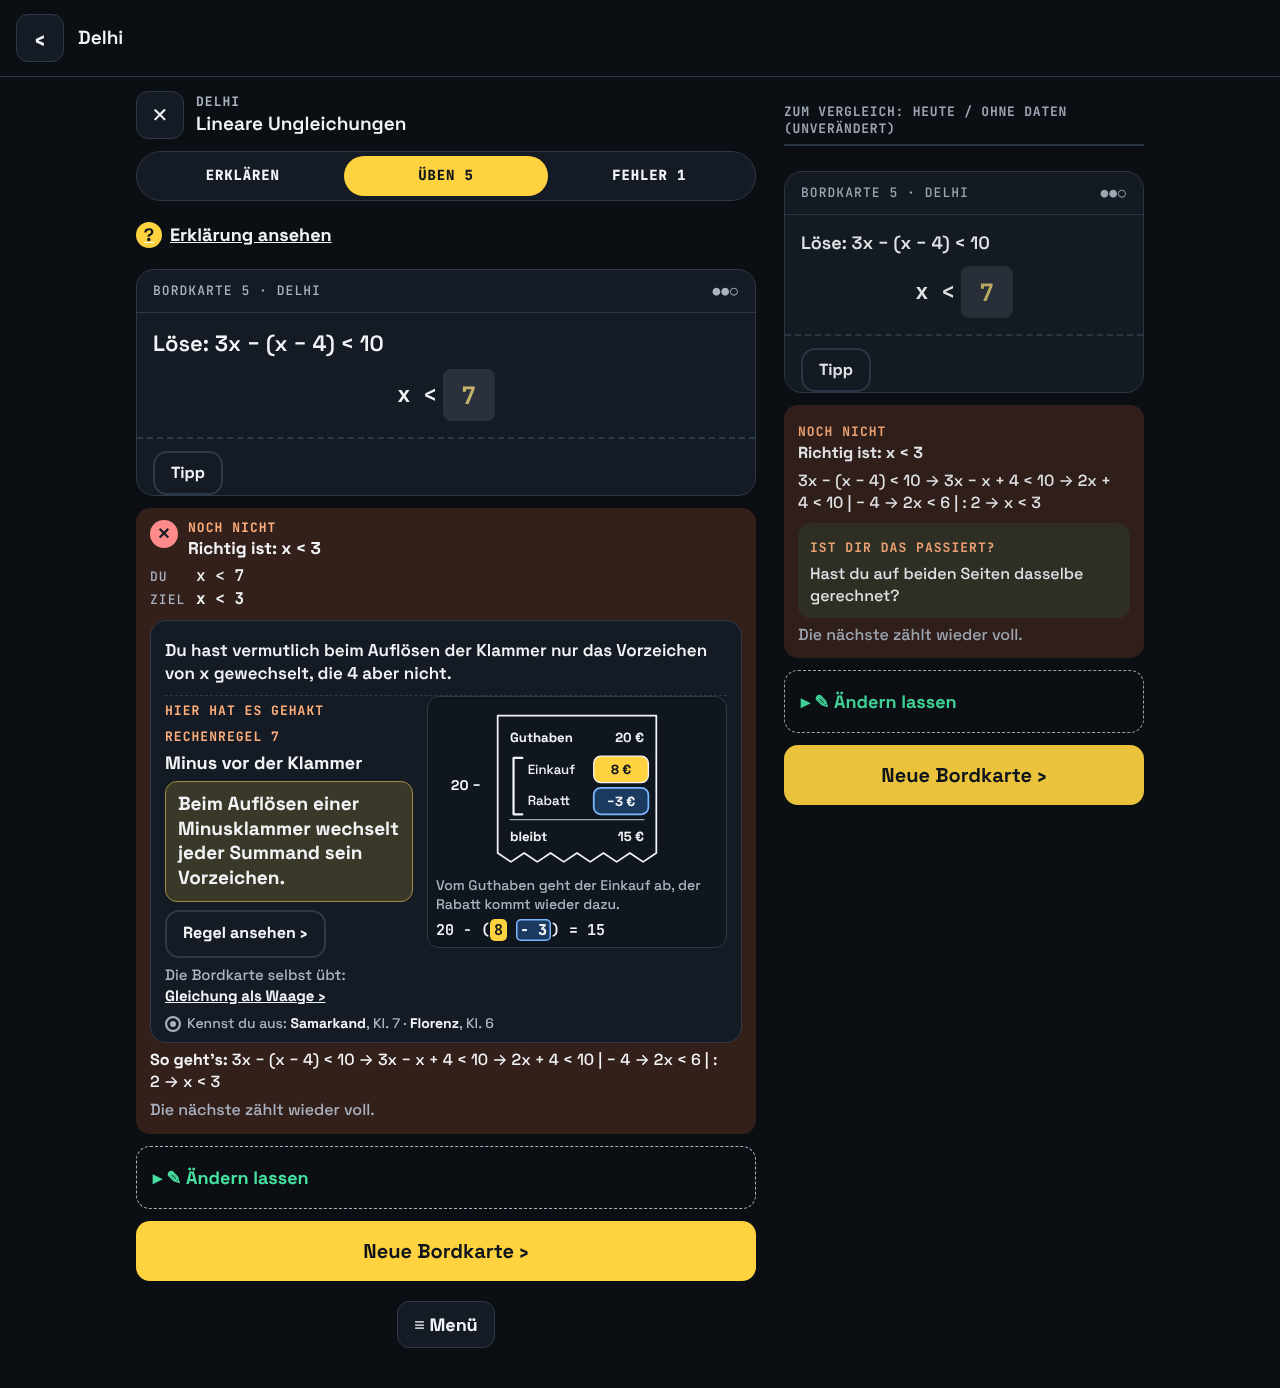 <
Delhi
✕
DELHI
Lineare Ungleichungen
ERKLÄREN
ÜBEN 5
FEHLER 1
? Erklärung ansehen
BORDKARTE 5 · DELHI ●●○
Löse: 3x − (x − 4) < 10
x < 7
Tipp
✕ NOCH NICHT
Richtig ist: x < 3
DU x < 7
ZIEL x < 3
Du hast vermutlich beim Auflösen der Klammer nur das Vorzeichen
von x gewechselt, die 4 aber nicht.
HIER HAT ES GEHAKT
RECHENREGEL 7
Minus vor der Klammer
Beim Auflösen einer
Minusklammer wechselt
jeder Summand sein
Vorzeichen.
Regel ansehen >
Die Bordkarte selbst übt:
Gleichung als Waage >
Guthaben 20 €
20 −
Einkauf 8 €
Rabatt −3 €
bleibt 15 €
Vom Guthaben geht der Einkauf ab, der
Rabatt kommt wieder dazu.
20 - (8 - 3) = 15
Kennst du aus: Samarkand, Kl. 7 · Florenz, Kl. 6
So geht’s: 3x − (x − 4) < 10 → 3x − x + 4 < 10 → 2x + 4 < 10 | − 4 → 2x < 6 | :
2 → x < 3
Die nächste zählt wieder voll.
▸ ✎ Ändern lassen
Neue Bordkarte >
≡ Menü
ZUM VERGLEICH: HEUTE / OHNE DATEN
(UNVERÄNDERT)
BORDKARTE 5 · DELHI ●●○
Löse: 3x − (x − 4) < 10
x < 7
Tipp
NOCH NICHT
Richtig ist: x < 3
3x − (x − 4) < 10 → 3x − x + 4 < 10 → 2x +
4 < 10 | − 4 → 2x < 6 | : 2 → x < 3
IST DIR DAS PASSIERT?
Hast du auf beiden Seiten dasselbe
gerechnet?
Die nächste zählt wieder voll.
▸ ✎ Ändern lassen
Neue Bordkarte >